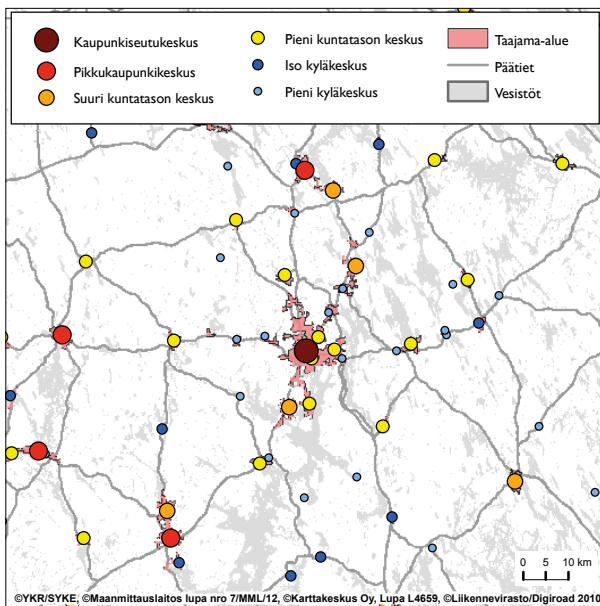 Kaupunkiseutukeskus
Pikkukaupunkikeskus
Suuri kuntatason keskus
Pieni kuntatason keskus
Iso kyläkeskus
Pieni kyläkeskus
Taajama-alue
Päätiet
Vesistöt
0 5 10 km
©YKR/SYKE, ©Maanmittauslaitos lupa nro 7/MML/12, ©Karttakeskus Oy, Lupa L4659, ©Liikennevirasto/Digiroad 2010